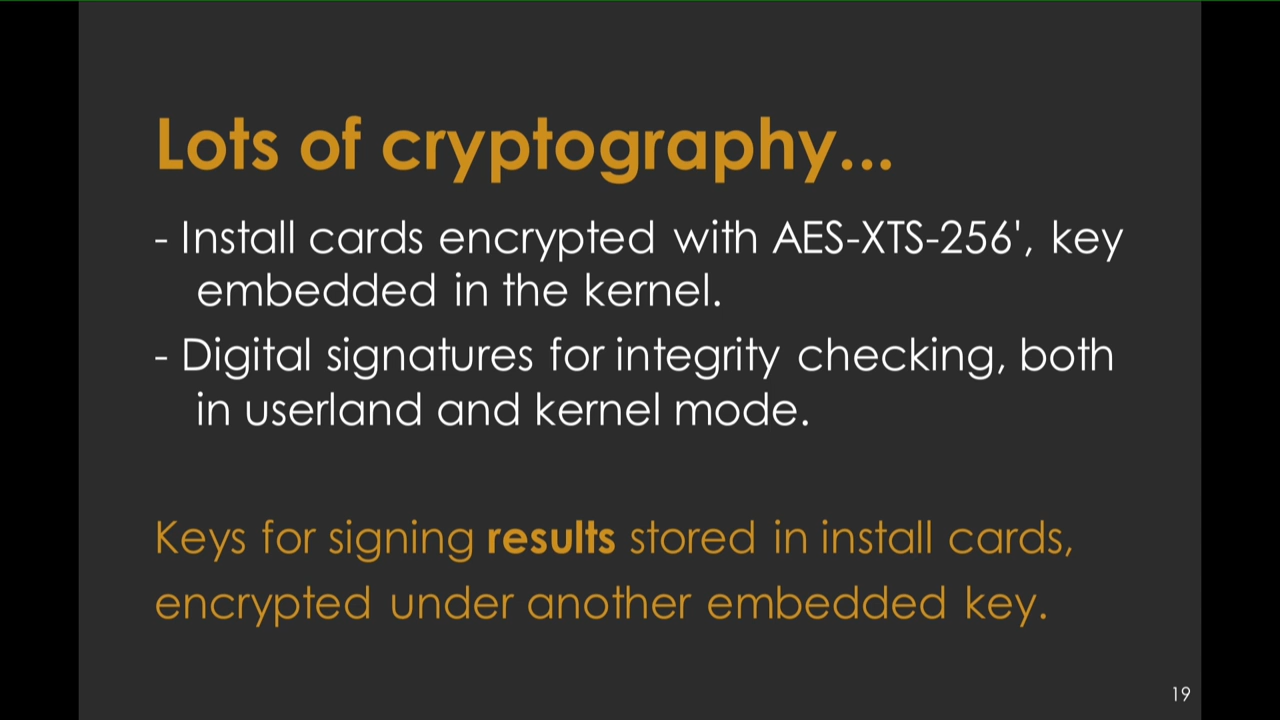 Lots of cryptography...
- Install cards encrypted with AES-XTS-256', key
embedded in the kernel.
- Digital signatures for integrity checking, both
in userland and kernel mode.
Keys for signing results stored in install cards,
encrypted under another embedded key.
19